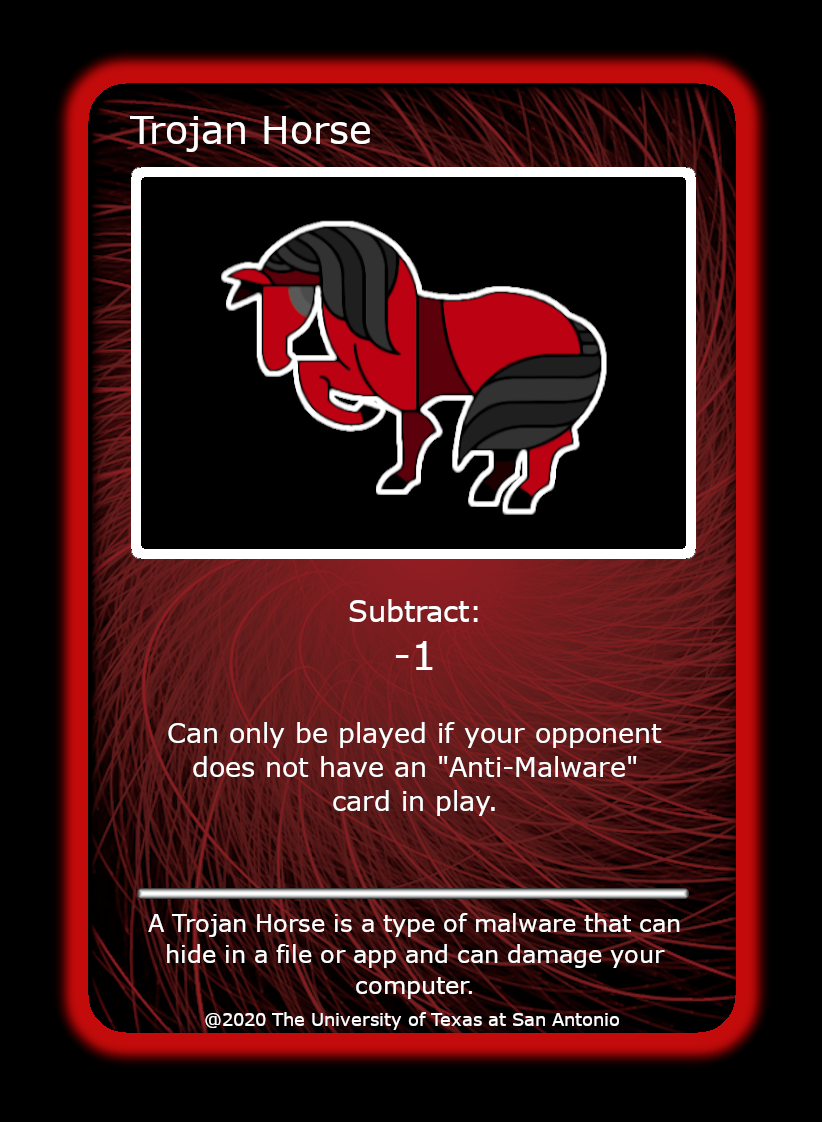 Trojan Horse
Subtract:
-1
Can only be played if your opponent
does not have an "Anti-Malware"
card in play.
A Trojan Horse is a type of malware that can
hide in a file or app and can damage your
computer.
@2020 The University of Texas at San Antonio